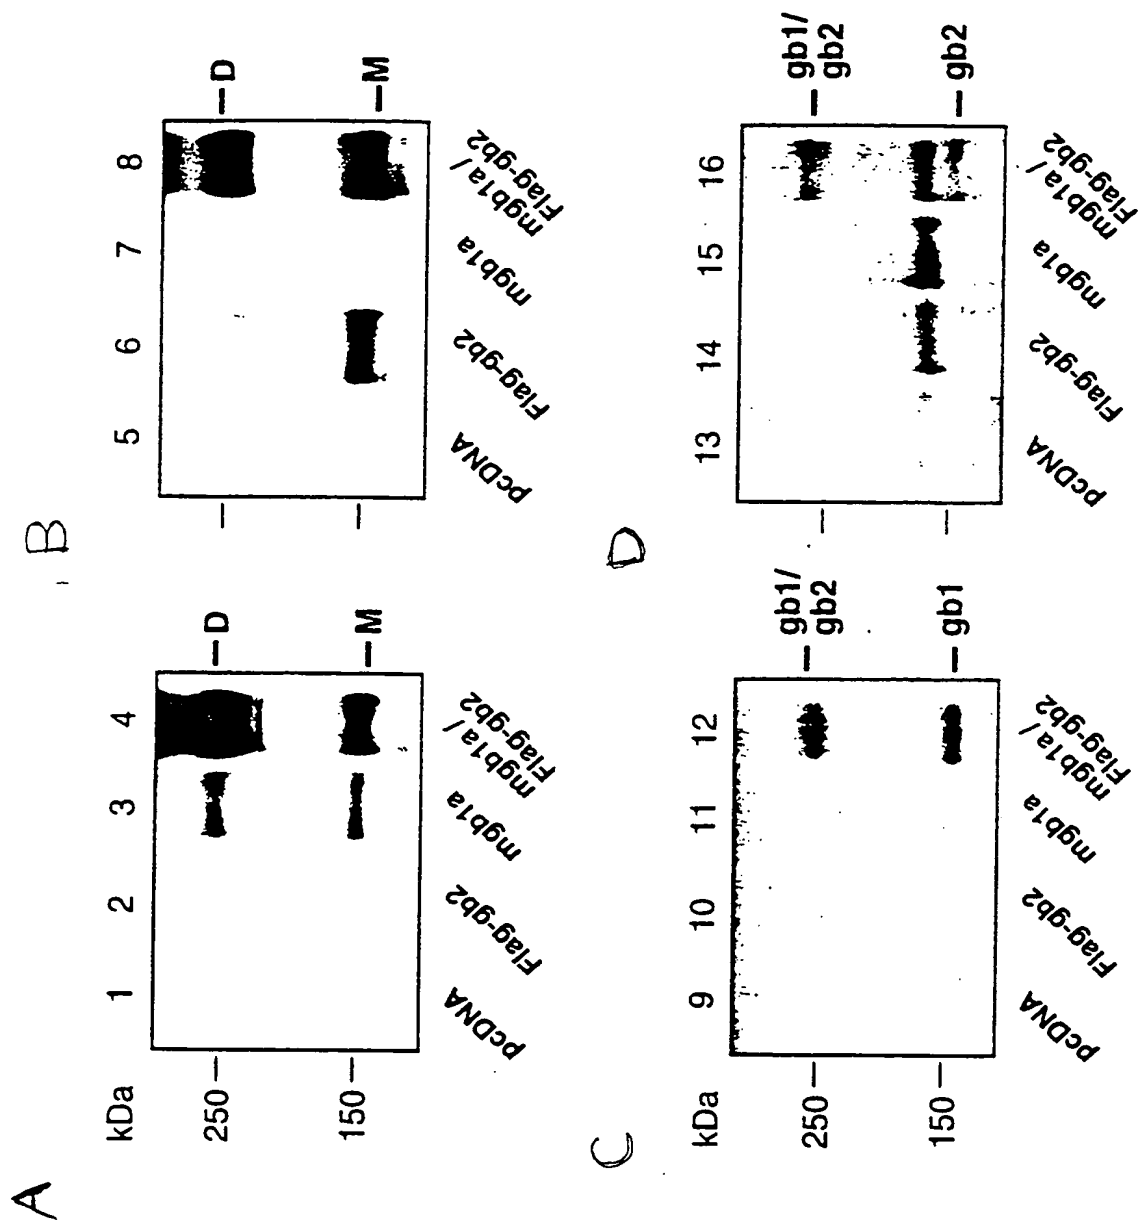 A
kDa
1 2 3 4
250
150
D
M
pcDNA
Flag-gb2
mgb1a
mgb1a/
Flag-gb2
B
5 6 7 8
D
M
pcDNA
Flag-gb2
mgb1a
mgb1a/
Flag-gb2
C
kDa
9 10 11 12
250
150
gb1/
gb2
gb1
pcDNA
Flag-gb2
mgb1a
mgb1a/
Flag-gb2
D
13 14 15 16
gb1/
gb2
gb2
pcDNA
Flag-gb2
mgb1a
mgb1a/
Flag-gb2